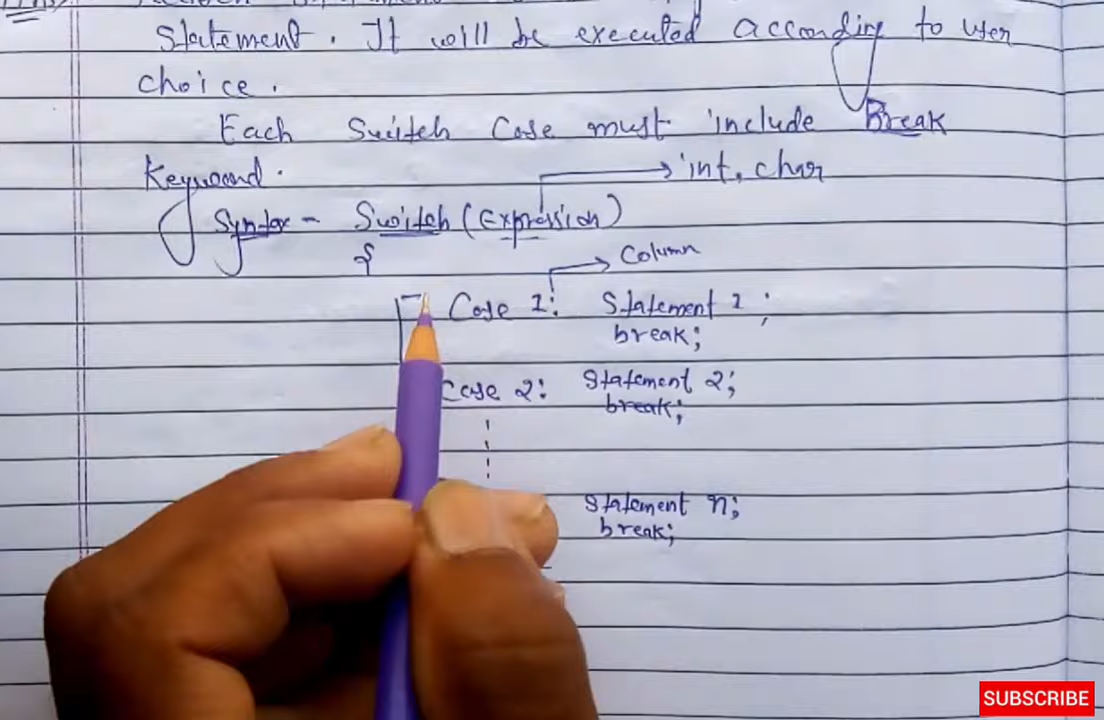 Statement. It will be executed according to user
choice.
Each Switch Case must include Break
Keyword.
int, char
Syntax - Switch (Expression)
{
Column
Case 1: Statement 1;
break;
Case 2: Statement 2;
break;
Statement n;
break;
SUBSCRIBE